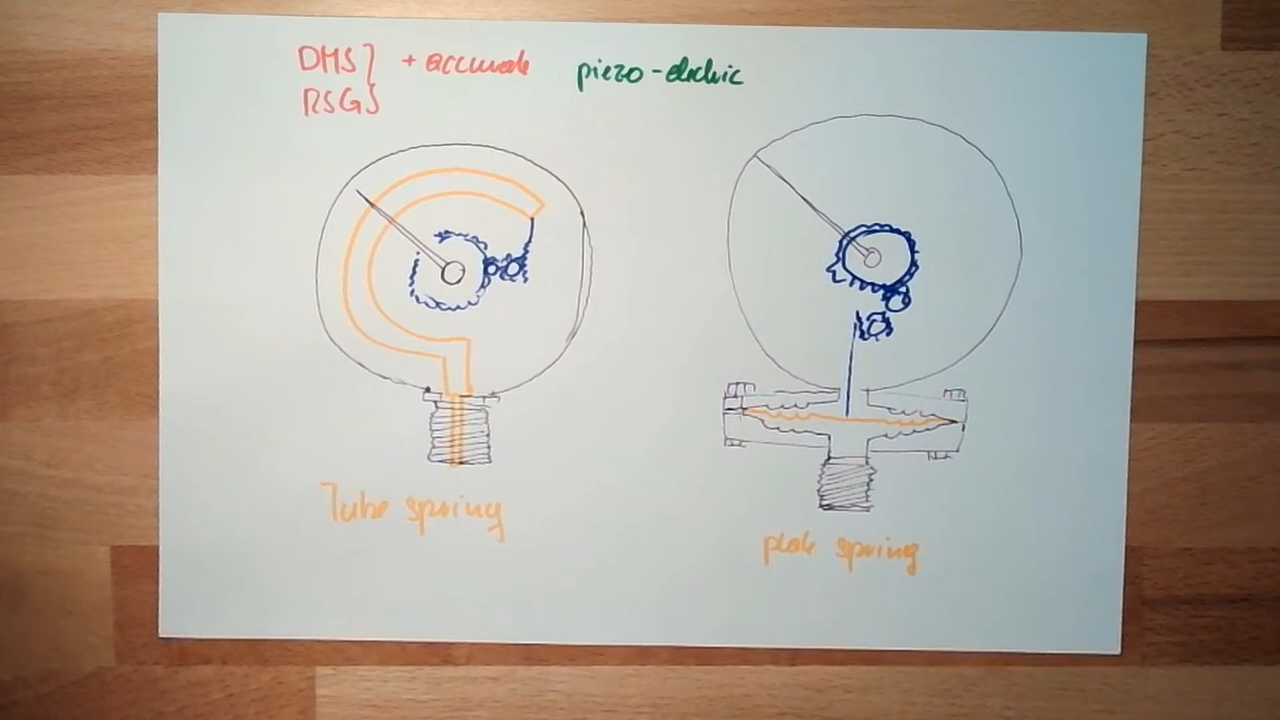 DMS } + accurate piezo-electric
RSG }
Tube spring
plate spring